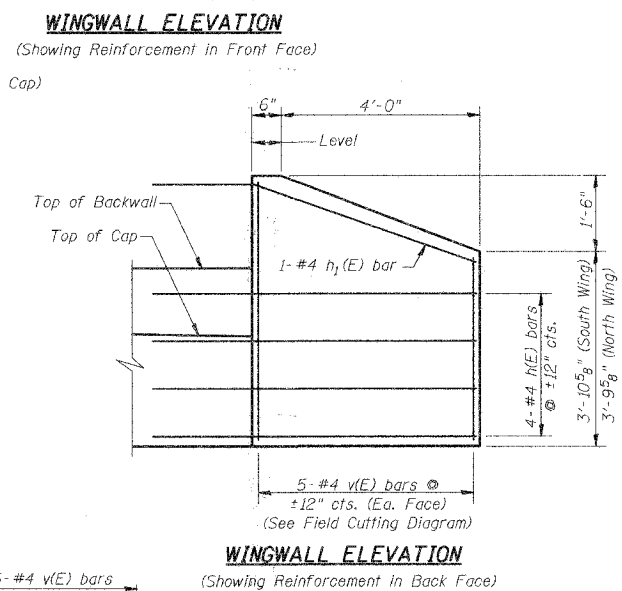 WINGWALL ELEVATION
(Showing Reinforcement in Front Face)
Cap)
6"
4'-0"
Level
Top of Backwall
Top of Cap
1- #4 h1(E) bar
1'-6"
4- #4 h(E) bars
@ ±12" cts.
3'-10 5/8" (South Wing)
3'-9 5/8" (North Wing)
5- #4 v(E) bars @
±12" cts. (Ea. Face)
(See Field Cutting Diagram)
WINGWALL ELEVATION
(Showing Reinforcement in Back Face)
- #4 v(E) bars